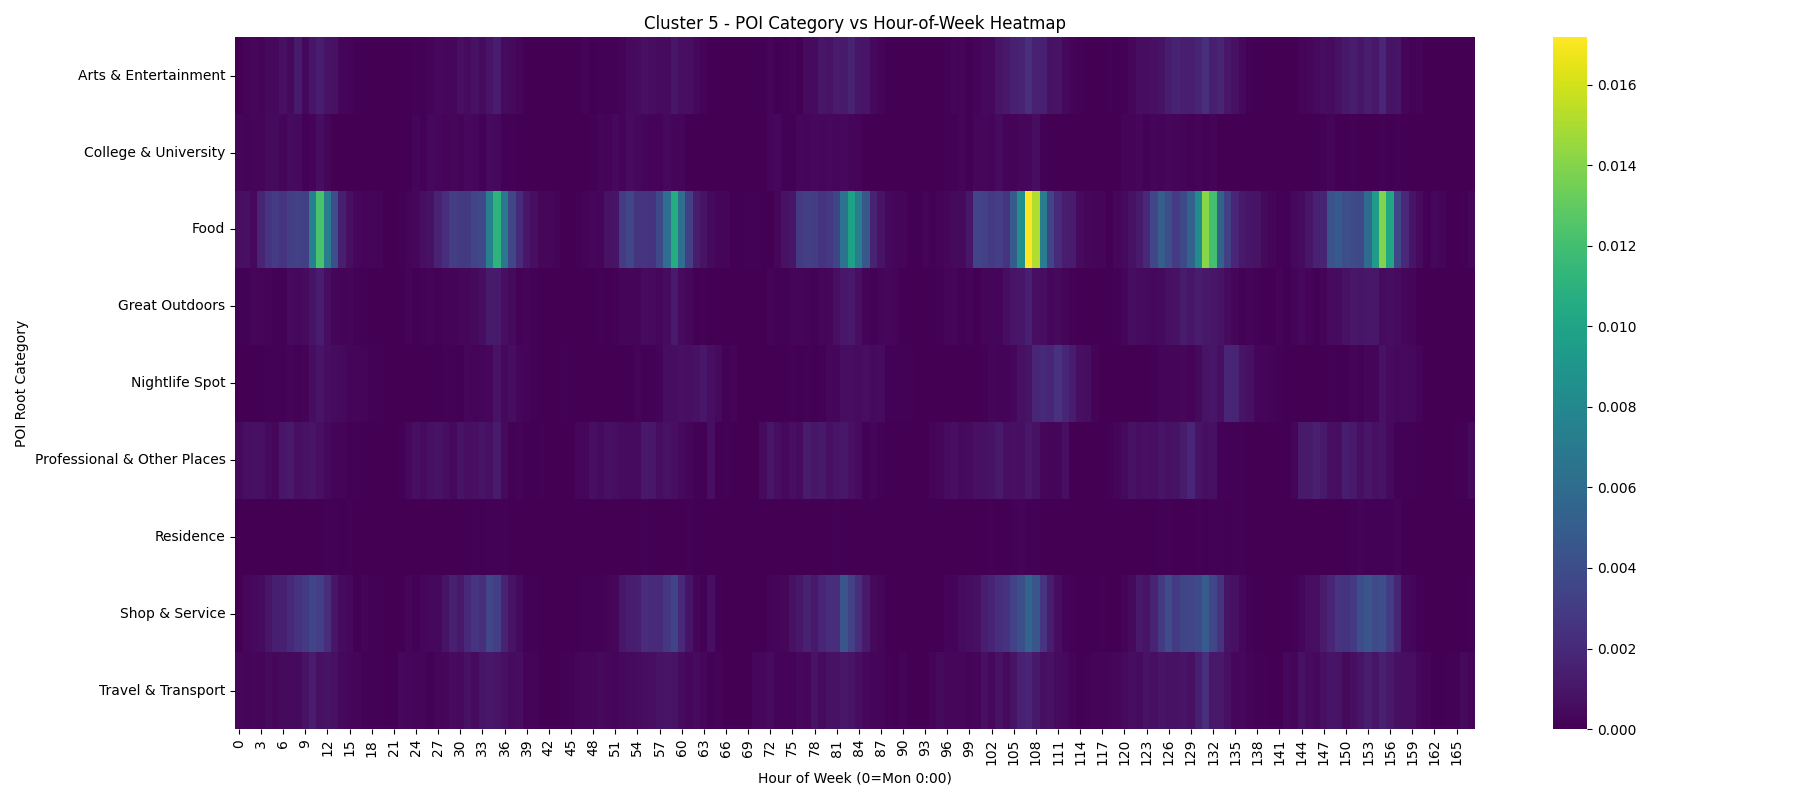 Cluster 5 - POI Category vs Hour-of-Week Heatmap
POI Root Category
Arts & Entertainment
College & University
Food
Great Outdoors
Nightlife Spot
Professional & Other Places
Residence
Shop & Service
Travel & Transport
0 3 6 9 12 15 18 21 24 27 30 33 36 39 42 45 48 51 54 57 60 63 66 69 72 75 78 81 84 87 90 93 96 99 102 105 108 111 114 117 120 123 126 129 132 135 138 141 144 147 150 153 156 159 162 165
Hour of Week (0=Mon 0:00)
0.016
0.014
0.012
0.010
0.008
0.006
0.004
0.002
0.000